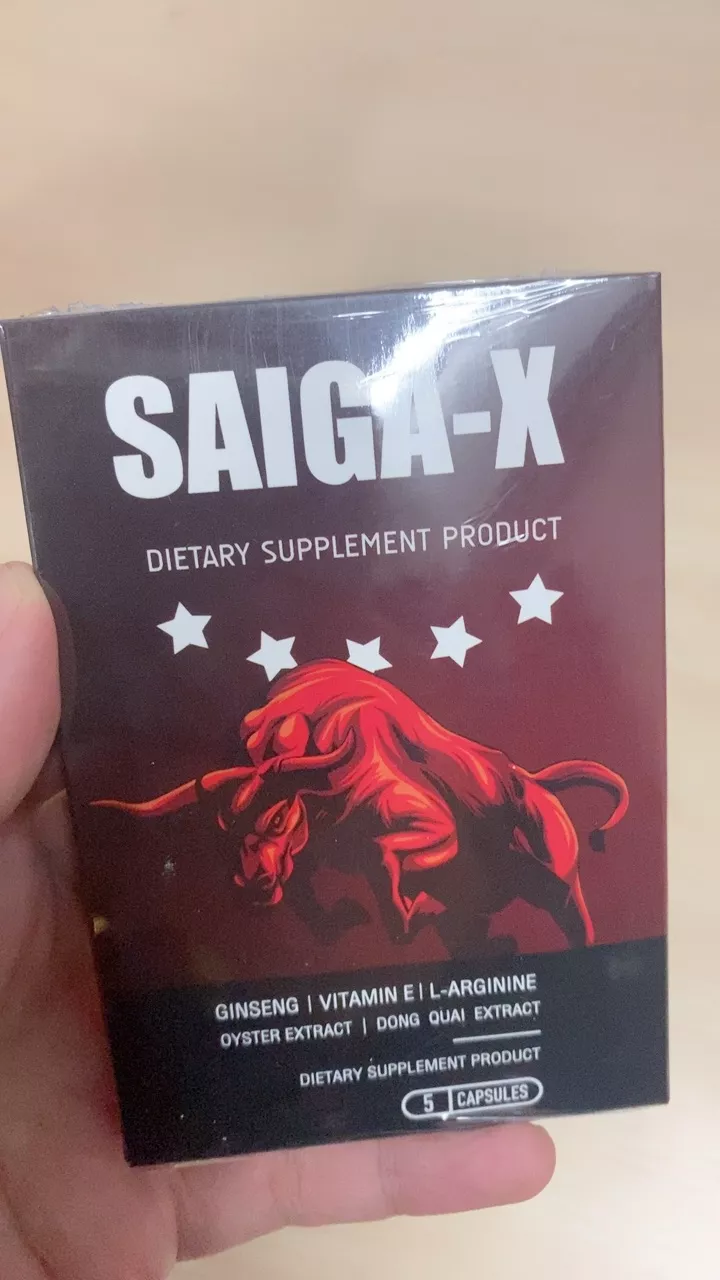 SAIGA-X
DIETARY SUPPLEMENT PRODUCT
GINSENG | VITAMIN E | L-ARGININE
OYSTER EXTRACT | DONG QUAI EXTRACT
DIETARY SUPPLEMENT PRODUCT
5 CAPSULES